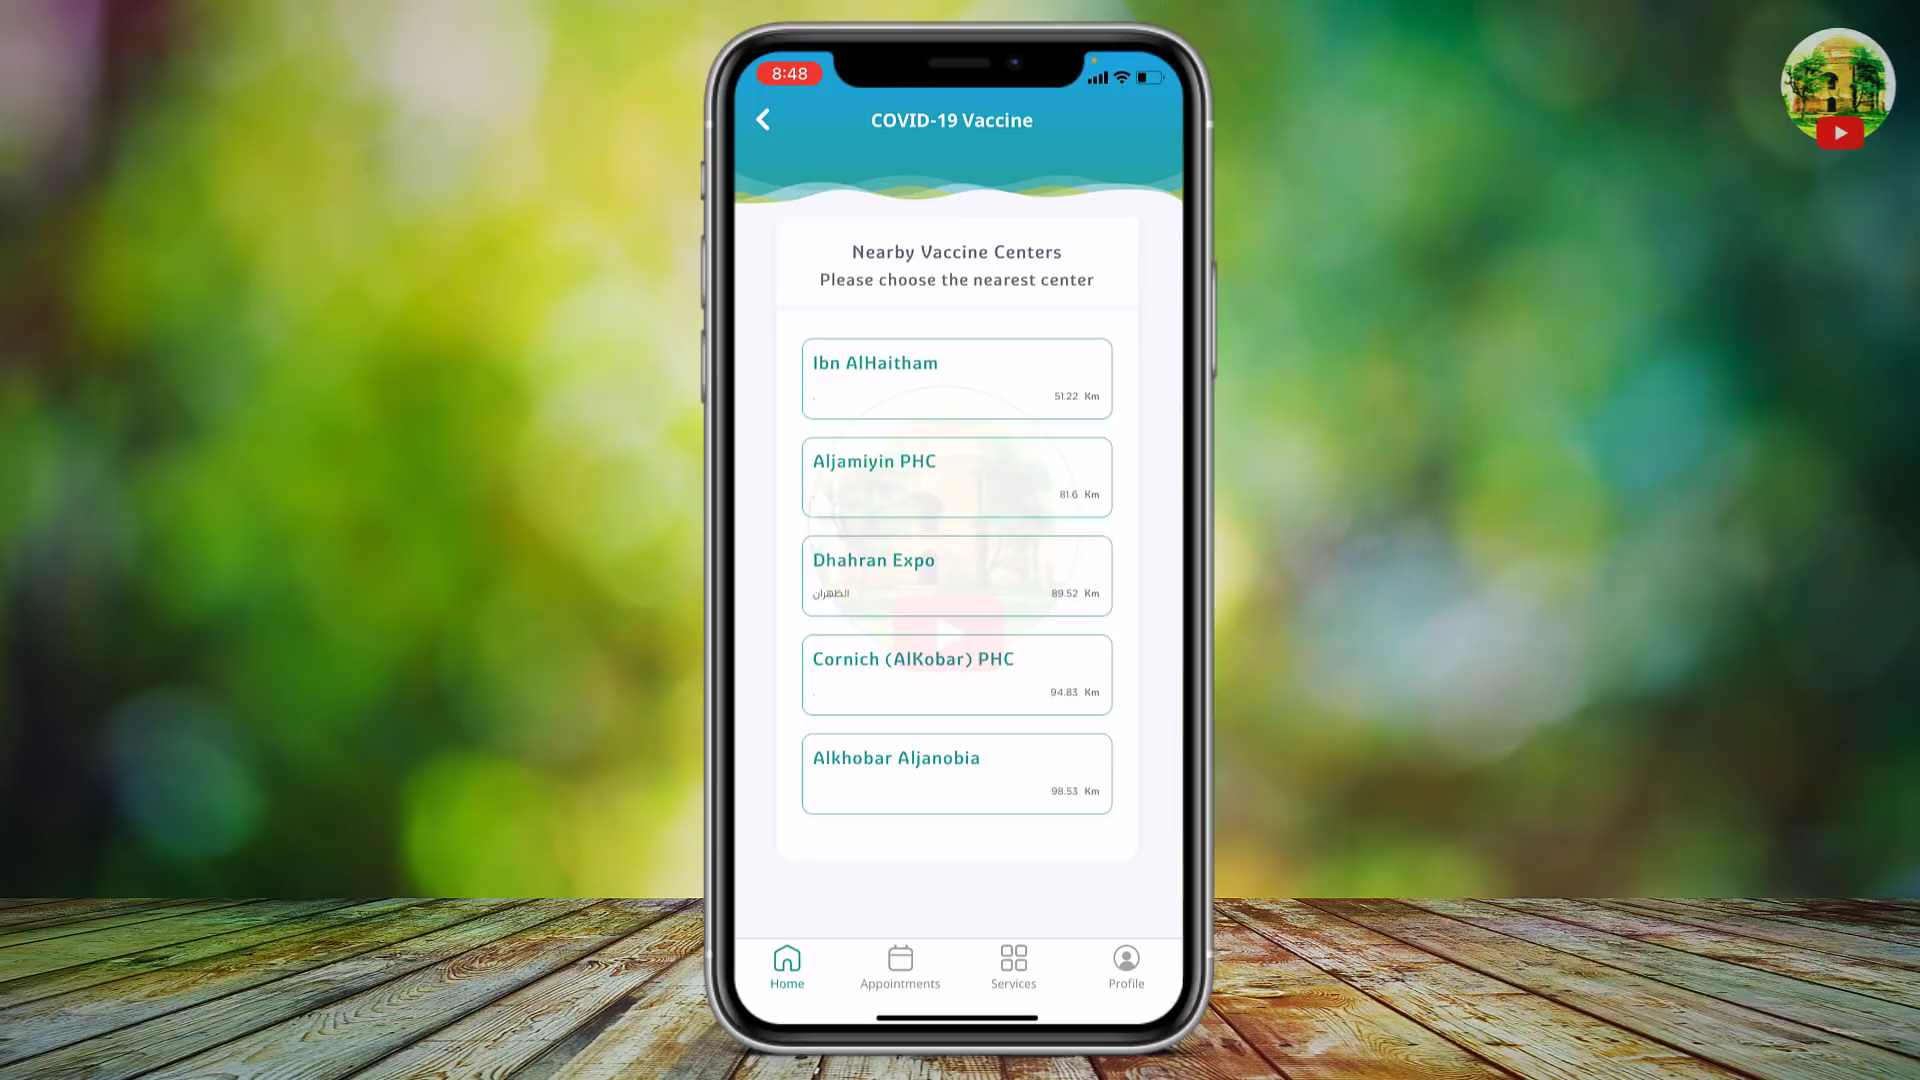 8:48
COVID-19 Vaccine
Nearby Vaccine Centers
Please choose the nearest center
Ibn AlHaitham
51.22 Km
Aljamiyin PHC
81.6 Km
Dhahran Expo
الظهران
89.52 Km
Cornich (AlKobar) PHC
94.83 Km
Alkhobar Aljanobia
98.53 Km
Home
Appointments
Services
Profile